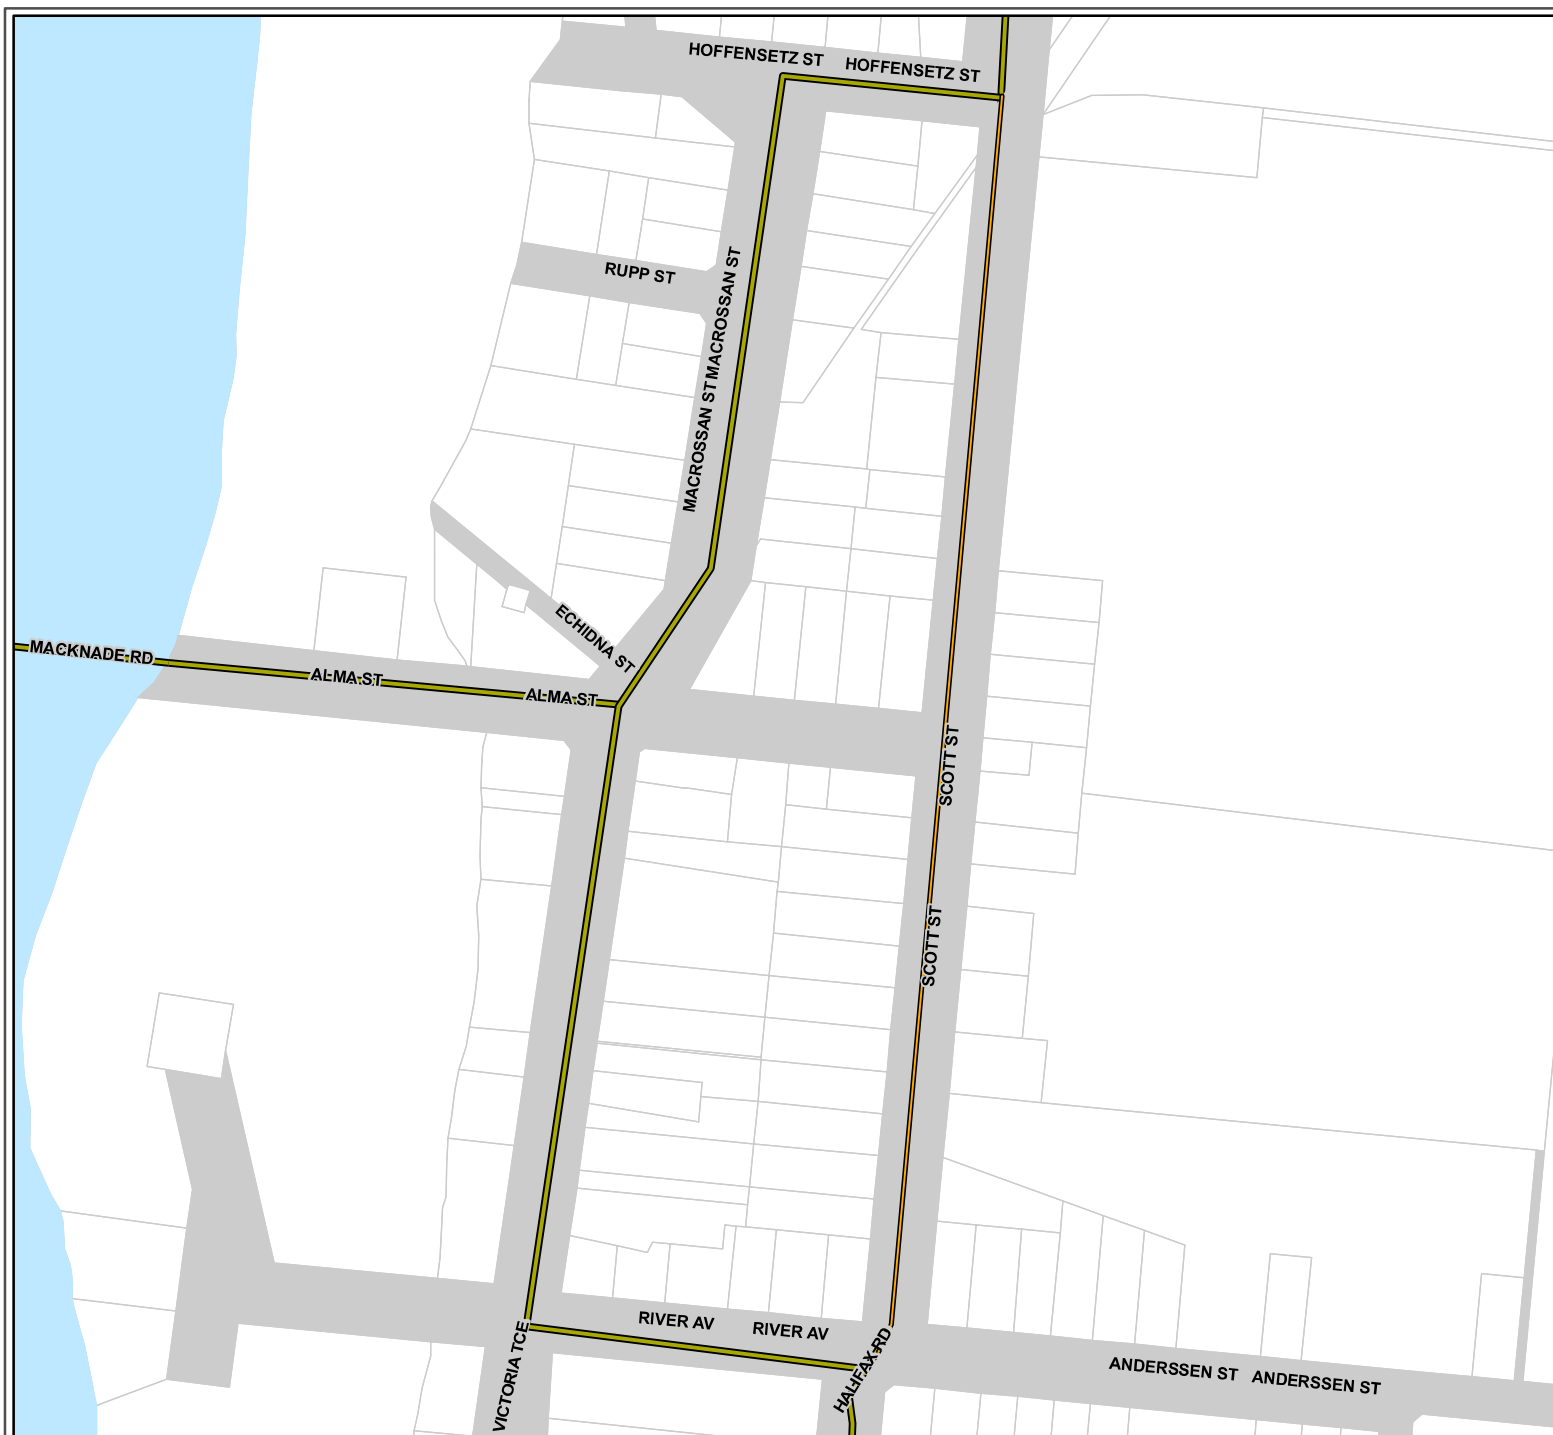 HOFFENSETZ ST
HOFFENSETZ ST
RUPP ST
MACROSSAN ST
MACROSSAN ST
ECHIDNA ST
MACKNADE RD
ALMA ST
ALMA ST
SCOTT ST
SCOTT ST
RIVER AV
RIVER AV
VICTORIA TCE
HALIFAX RD
ANDERSSEN ST
ANDERSSEN ST